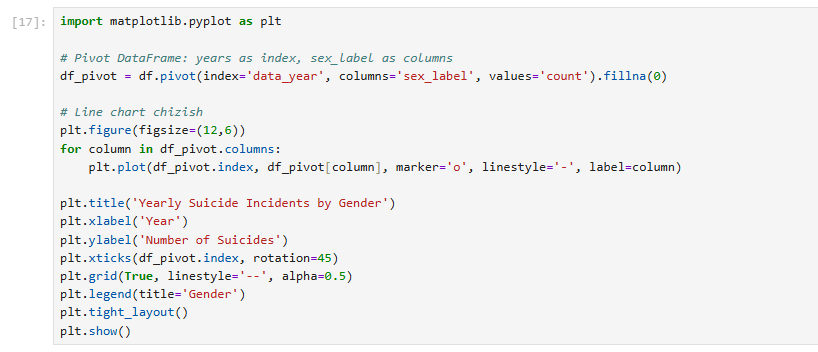 [17]: import matplotlib.pyplot as plt
# Pivot DataFrame: years as index, sex_label as columns
df_pivot = df.pivot(index='data_year', columns='sex_label', values='count').fillna(0)
# Line chart chizish
plt.figure(figsize=(12,6))
for column in df_pivot.columns:
    plt.plot(df_pivot.index, df_pivot[column], marker='o', linestyle='-', label=column)
plt.title('Yearly Suicide Incidents by Gender')
plt.xlabel('Year')
plt.ylabel('Number of Suicides')
plt.xticks(df_pivot.index, rotation=45)
plt.grid(True, linestyle='--', alpha=0.5)
plt.legend(title='Gender')
plt.tight_layout()
plt.show()